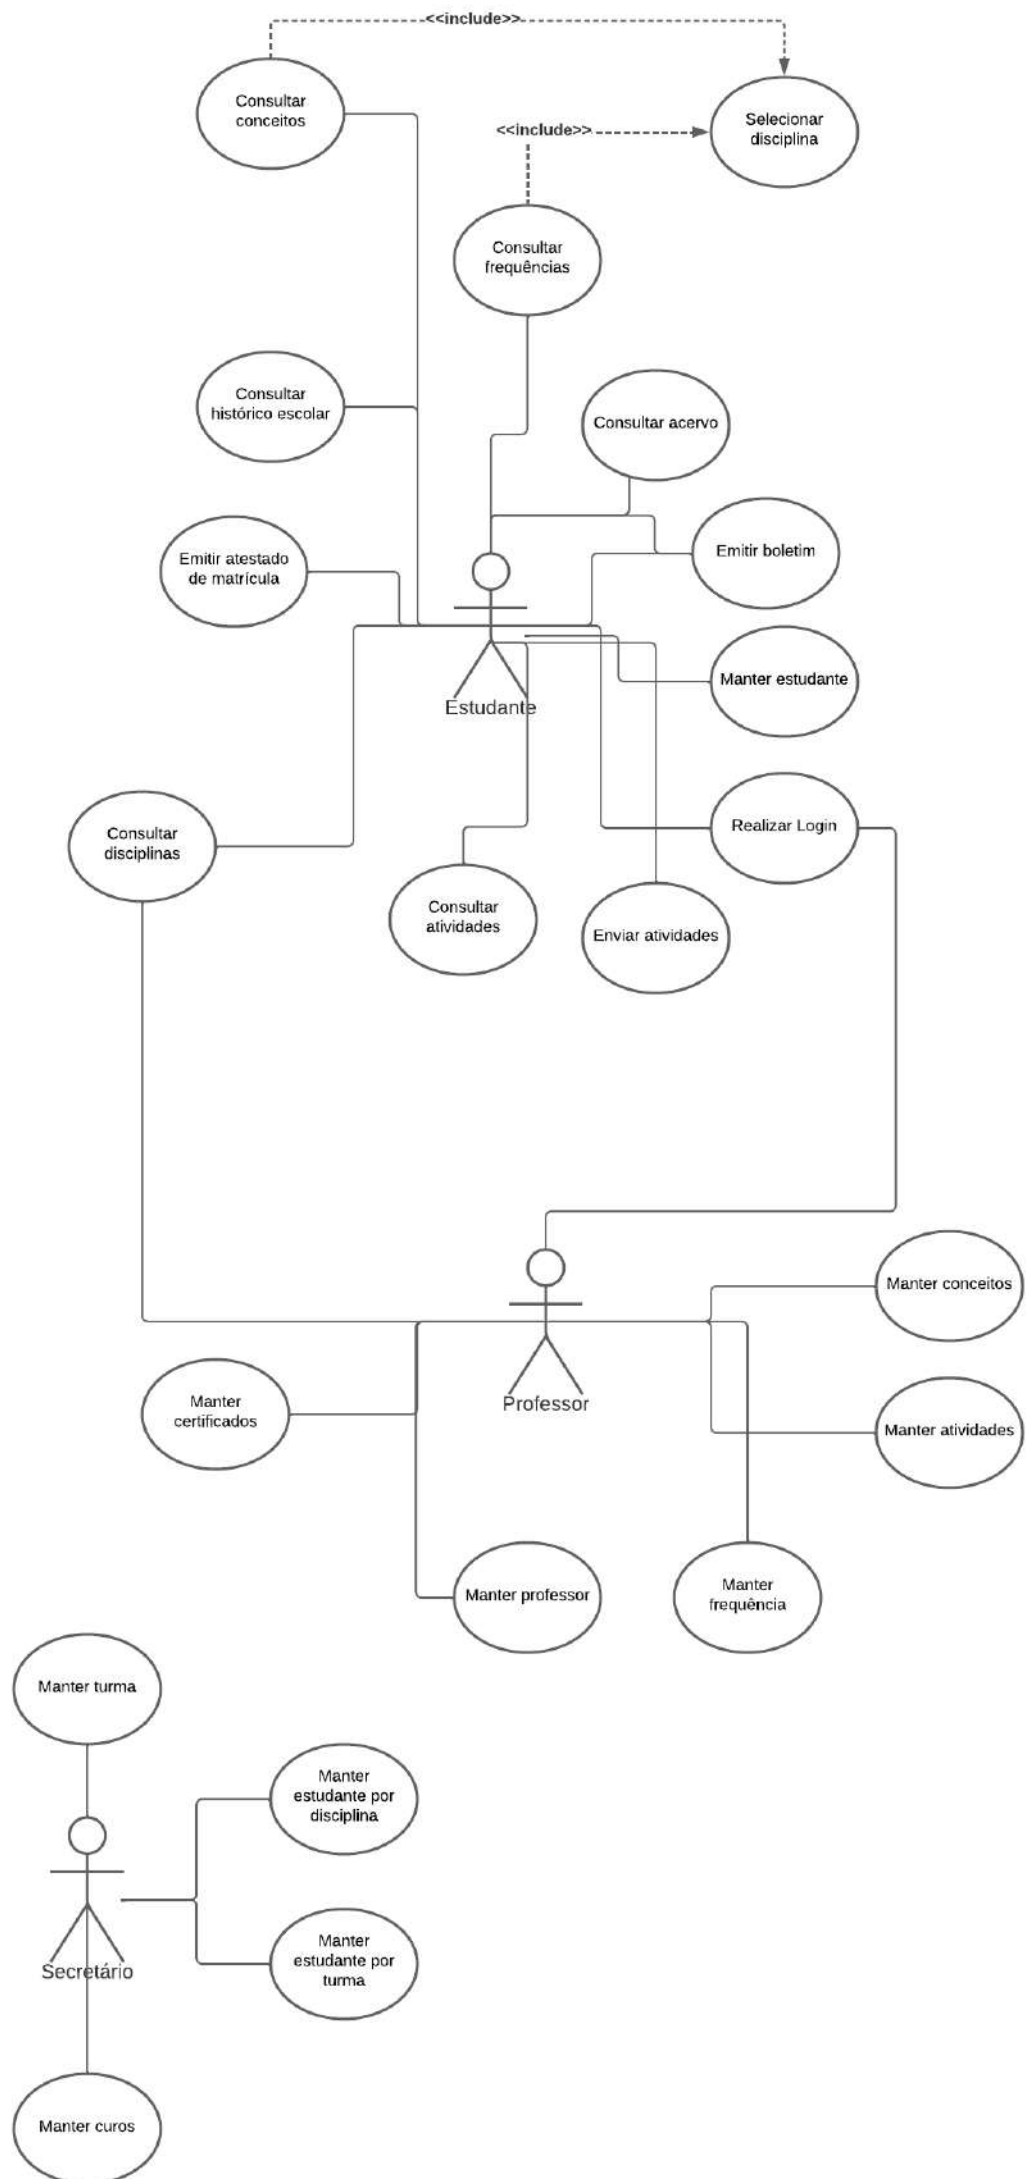 <<include>>
Consultar
conceitos
Selecionar
disciplina
<<include>>
Consultar
frequências
Consultar
histórico escolar
Consultar acervo
Emitir atestado
de matrícula
Emitir boletim
Manter estudante
Estudante
Realizar Login
Consultar
disciplinas
Consultar
atividades
Enviar atividades
Manter conceitos
Professor
Manter
certificados
Manter atividades
Manter professor
Manter
frequência
Manter turma
Manter
estudante por
disciplina
Manter
estudante por
turma
Secretário
Manter curos